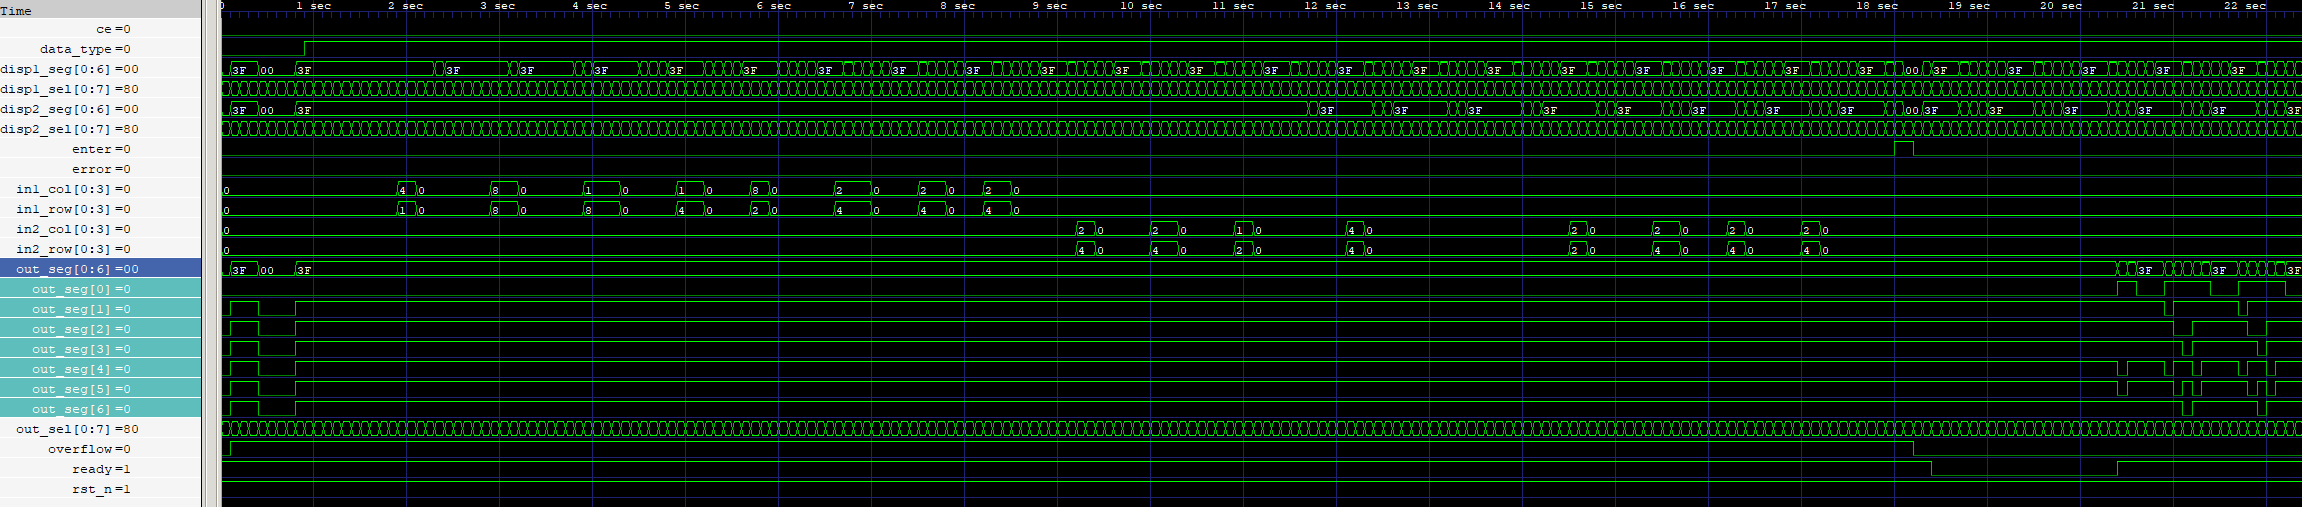 Time 0 1 sec 2 sec 3 sec 4 sec 5 sec 6 sec 7 sec 8 sec 9 sec 10 sec 11 sec 12 sec 13 sec 14 sec 15 sec 16 sec 17 sec 18 sec 19 sec 20 sec 21 sec 22 sec
ce=0
data_type=0
disp1_seg[0:6]=00 3F 00 3F 3F 3F 3F 3F 3F 3F 3F 3F 3F 3F 3F 3F 3F 3F 3F 3F 3F 3F 3F 00 3F 3F 3F 3F 3F
disp1_sel[0:7]=80
disp2_seg[0:6]=00 3F 00 3F 3F 3F 3F 3F 3F 3F 3F 3F 00 3F 3F 3F 3F 3F 3F
disp2_sel[0:7]=80
enter=0
error=0
in1_col[0:3]=0 0 4 0 8 0 1 0 1 0 8 0 2 0 2 0 2 0
in1_row[0:3]=0 0 1 0 8 0 8 0 4 0 2 0 4 0 4 0 4 0
in2_col[0:3]=0 0 2 0 2 0 1 0 4 0 2 0 2 0 2 0 2 0
in2_row[0:3]=0 0 4 0 4 0 2 0 4 0 2 0 4 0 4 0 4 0
out_seg[0:6]=00 3F 00 3F 3F 3F 3F
out_seg[0]=0
out_seg[1]=0
out_seg[2]=0
out_seg[3]=0
out_seg[4]=0
out_seg[5]=0
out_seg[6]=0
out_sel[0:7]=80
overflow=0
ready=1
rst_n=1